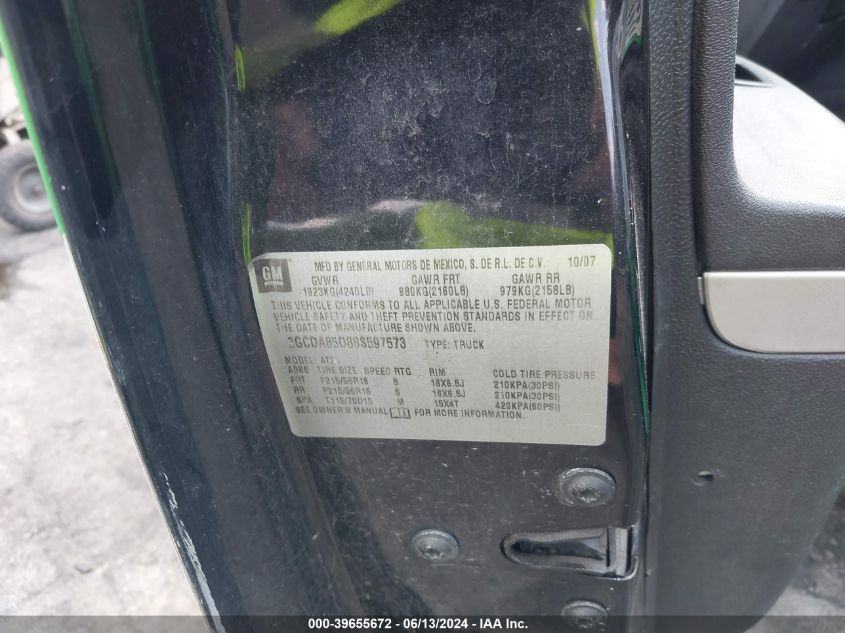 GM
MFD BY GENERAL MOTORS DE MEXICO, S. DE R.L. DE C.V. 10/07
GVWR GAWR FRT GAWR RR
1923KG(4240LB) 980KG(2160LB) 979KG(2158LB)
THIS VEHICLE CONFORMS TO ALL APPLICABLE U.S. FEDERAL MOTOR
VEHICLE SAFETY AND THEFT PREVENTION STANDARDS IN EFFECT ON
THE DATE OF MANUFACTURE SHOWN ABOVE.
3GCDA85D88S597573 TYPE: TRUCK
MODEL:
ABBB TIRE SIZE SPEED RTG RIM COLD TIRE PRESSURE
FRT P215/55R16 S 16X6.5J 210KPA(30PSI)
RR P215/55R16 S 16X6.5J 210KPA(30PSI)
SPA T115/70D15 M 15X4T 420KPA(60PSI)
SEE OWNER'S MANUAL FOR MORE INFORMATION.
000-39655672 - 06/13/2024 - IAA Inc.